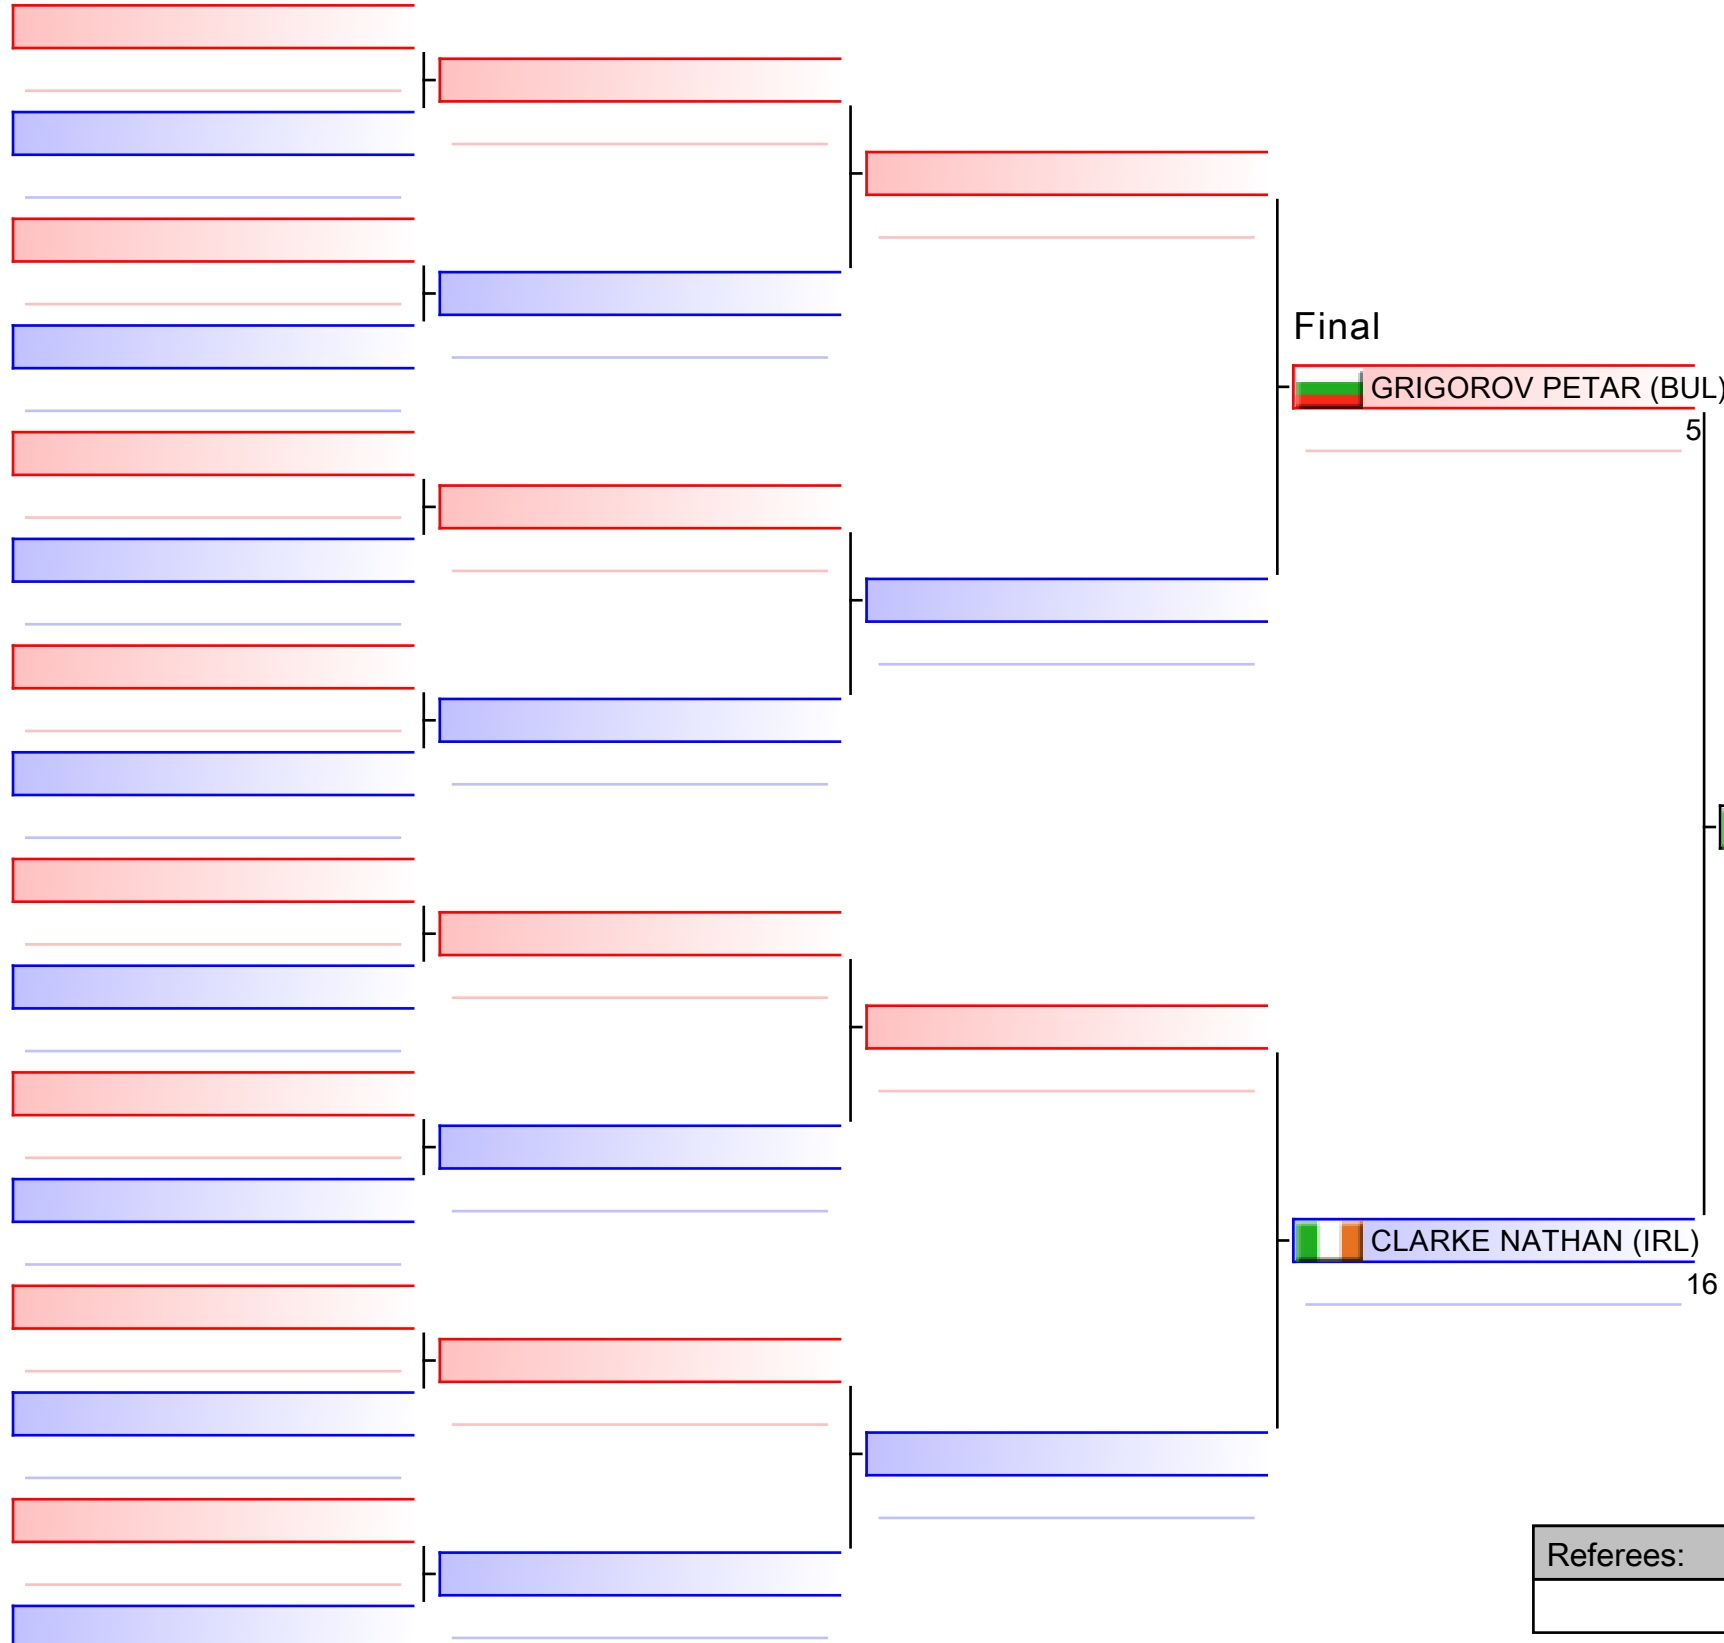 Final
GRIGOROV PETAR (BUL)
5
CLARKE NATHAN (IRL)
16
Referees: